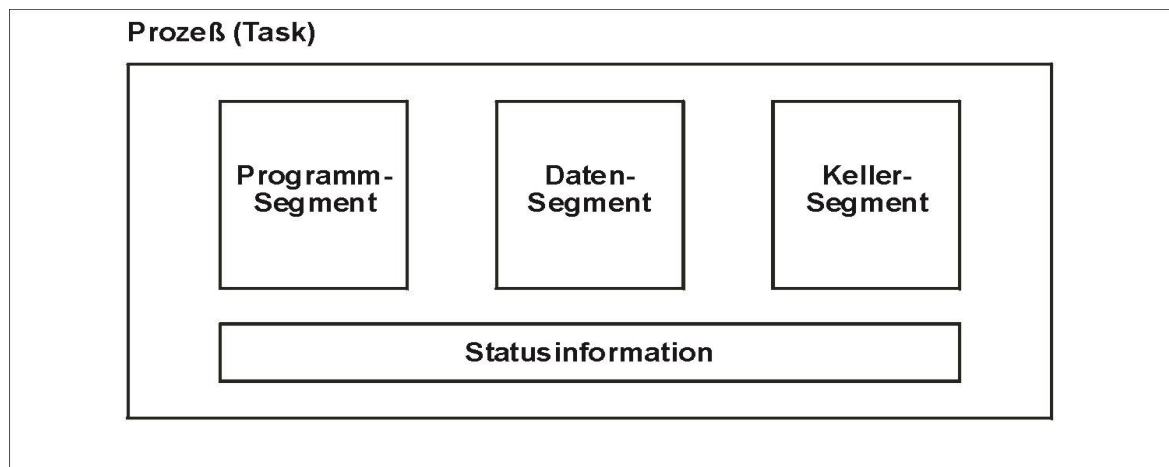 Prozeß (Task)
Programm-
Segment
Daten-
Segment
Keller-
Segment
Statusinformation